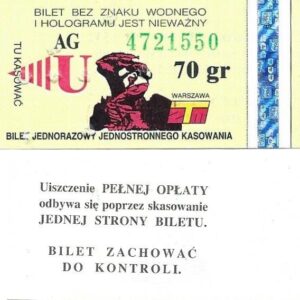 BILET BEZ ZNAKU WODNEGO
I HOLOGRAMU JEST NIEWAŻNY
TU KASOWAĆ
AG 4721550
U 70 gr
WARSZAWA
ZTM
BILET JEDNORAZOWY JEDNOSTRONNEGO KASOWANIA
Uiszczenie PEŁNEJ OPŁATY
odbywa się poprzez skasowanie
JEDNEJ STRONY BILETU.
BILET ZACHOWAĆ
DO KONTROLI.